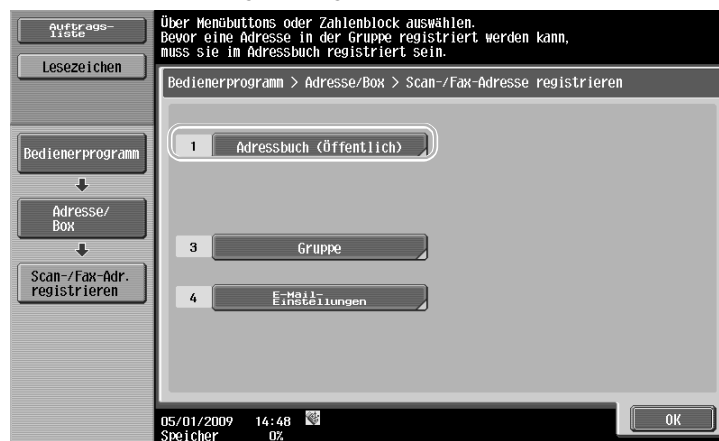 Auftrags-
liste
Lesezeichen
Bedienerprogramm
Adresse/
Box
Scan-/Fax-Adr.
registrieren
Über Menübuttons oder Zahlenblock auswählen.
Bevor eine Adresse in der Gruppe registriert werden kann,
muss sie im Adressbuch registriert sein.
Bedienerprogramm > Adresse/Box > Scan-/Fax-Adresse registrieren
1 Adressbuch (Öffentlich)
3 Gruppe
4 E-Mail-
Einstellungen
05/01/2009 14:48
Speicher 0%
OK